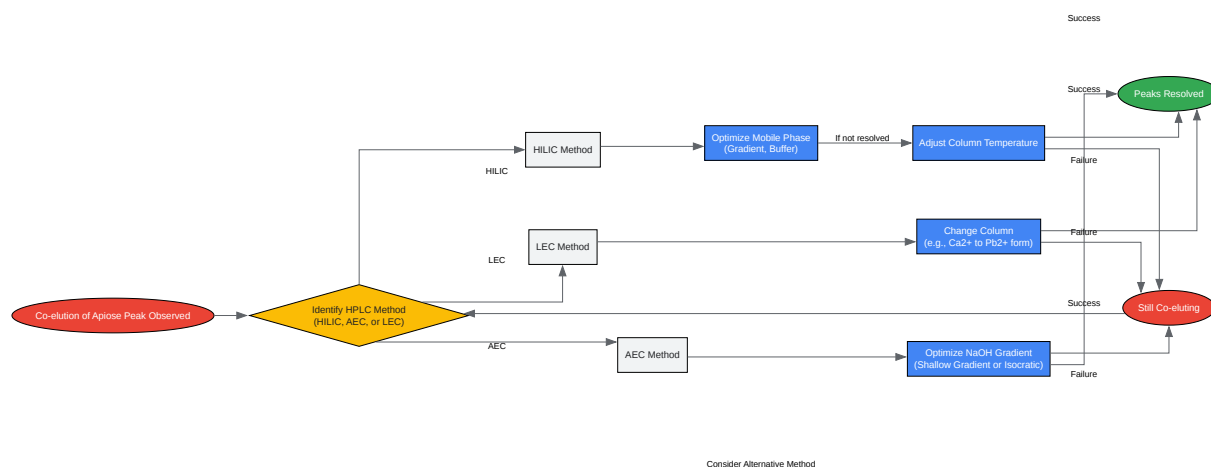 Success
Success
Peaks Resolved
HILIC Method
Optimize Mobile Phase
(Gradient, Buffer)
If not resolved
Adjust Column Temperature
Failure
HILIC
LEC Method
Change Column
(e.g., Ca2+ to Pb2+ form)
Failure
LEC
Co-elution of Apiose Peak Observed
Identify HPLC Method
(HILIC, AEC, or LEC)
Success
Still Co-eluting
AEC
AEC Method
Optimize NaOH Gradient
(Shallow Gradient or Isocratic)
Failure
Consider Alternative Method